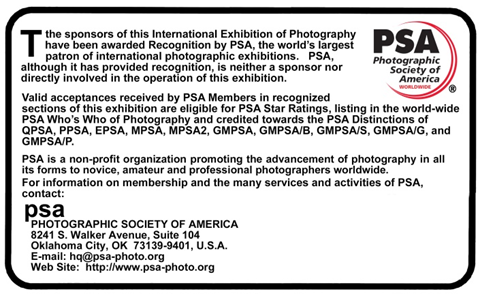 The sponsors of this International Exhibition of Photography
have been awarded Recognition by PSA, the world's largest
patron of international photographic exhibitions. PSA,
although it has provided recognition, is neither a sponsor nor
directly involved in the operation of this exhibition.
PSA
Photographic
Society of
America
WORLDWIDE
®
Valid acceptances received by PSA Members in recognized
sections of this exhibition are eligible for PSA Star Ratings, listing in the world-wide
PSA Who's Who of Photography and credited towards the PSA Distinctions of
QPSA, PPSA, EPSA, MPSA, MPSA2, GMPSA, GMPSA/B, GMPSA/S, GMPSA/G, and
GMPSA/P.
PSA is a non-profit organization promoting the advancement of photography in all
its forms to novice, amateur and professional photographers worldwide.
For information on membership and the many services and activities of PSA,
contact:
psa
PHOTOGRAPHIC SOCIETY OF AMERICA
8241 S. Walker Avenue, Suite 104
Oklahoma City, OK 73139-9401, U.S.A.
E-mail: hq@psa-photo.org
Web Site: http://www.psa-photo.org